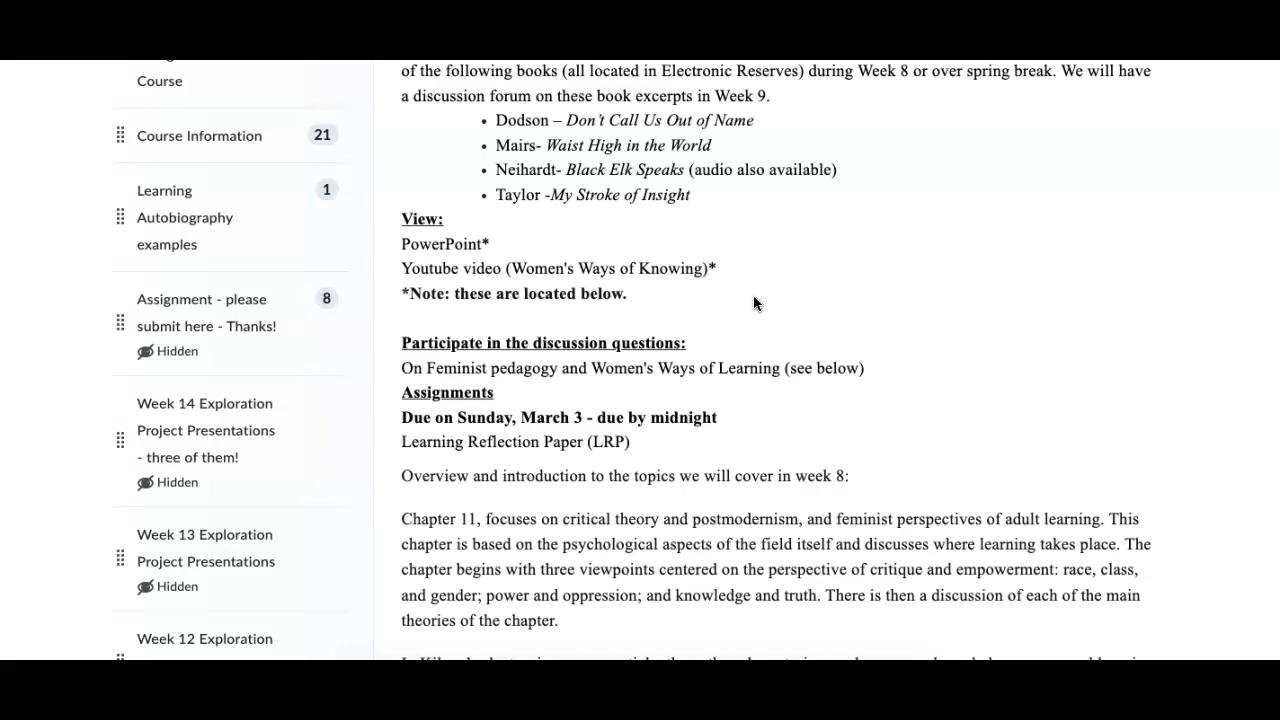 Course
Course Information 21
Learning 1
Autobiography
examples
Assignment - please 8
submit here - Thanks!
Hidden
Week 14 Exploration
Project Presentations
- three of them!
Hidden
Week 13 Exploration
Project Presentations
Hidden
Week 12 Exploration
of the following books (all located in Electronic Reserves) during Week 8 or over spring break. We will have
a discussion forum on these book excerpts in Week 9.
• Dodson – Don't Call Us Out of Name
• Mairs- Waist High in the World
• Neihardt- Black Elk Speaks (audio also available)
• Taylor -My Stroke of Insight
View:
PowerPoint*
Youtube video (Women's Ways of Knowing)*
*Note: these are located below.
Participate in the discussion questions:
On Feminist pedagogy and Women's Ways of Learning (see below)
Assignments
Due on Sunday, March 3 - due by midnight
Learning Reflection Paper (LRP)
Overview and introduction to the topics we will cover in week 8:
Chapter 11, focuses on critical theory and postmodernism, and feminist perspectives of adult learning. This
chapter is based on the psychological aspects of the field itself and discusses where learning takes place. The
chapter begins with three viewpoints centered on the perspective of critique and empowerment: race, class,
and gender; power and oppression; and knowledge and truth. There is then a discussion of each of the main
theories of the chapter.